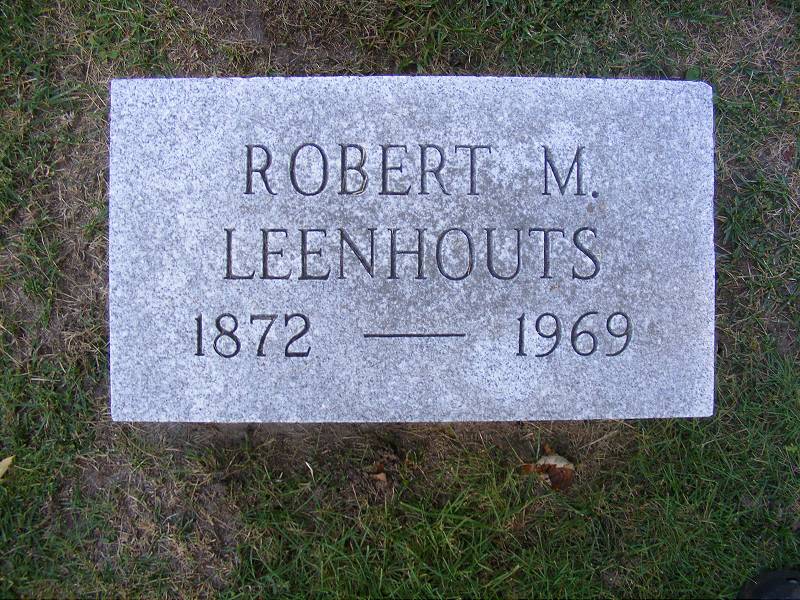 ROBERT M.
LEENHOUTS
1872 — 1969